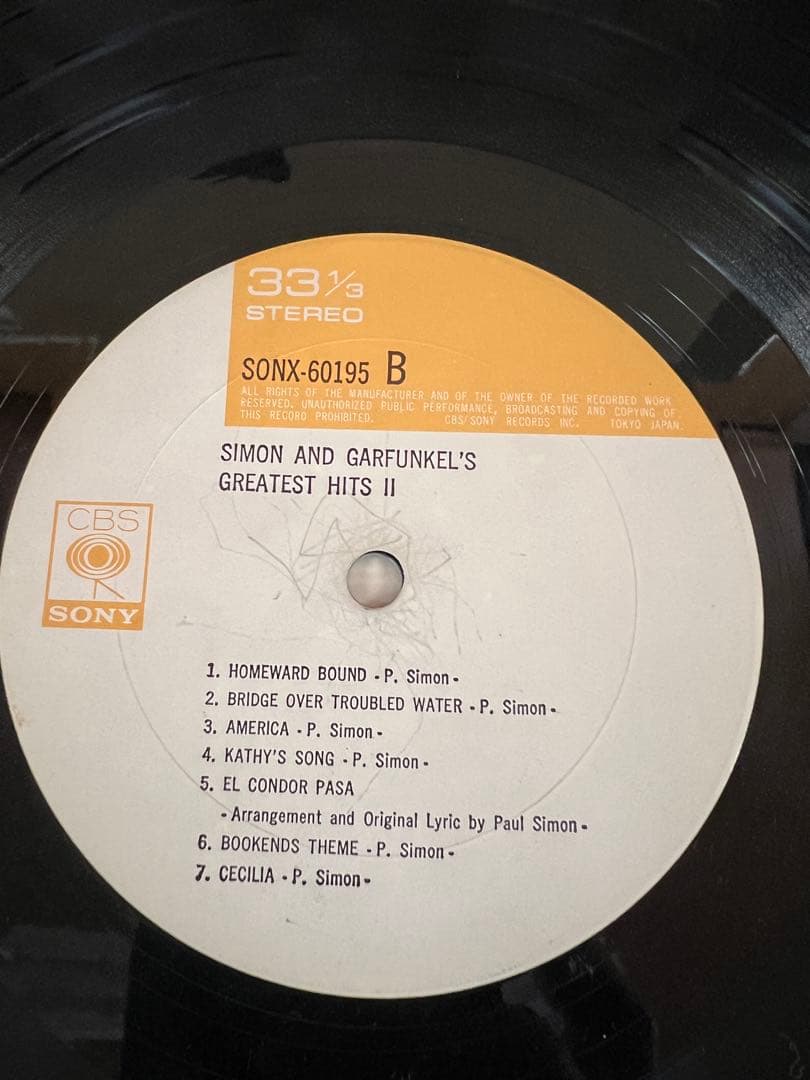 33 1/3
STEREO
SONX-60195 B
ALL RIGHTS OF THE MANUFACTURER AND OF THE OWNER OF THE RECORDED WORK
RESERVED. UNAUTHORIZED PUBLIC PERFORMANCE, BROADCASTING AND COPYING OF
THIS RECORD PROHIBITED. CBS/SONY RECORDS INC. TOKYO JAPAN.
SIMON AND GARFUNKEL'S
GREATEST HITS II
CBS
SONY
1. HOMEWARD BOUND - P. Simon -
2. BRIDGE OVER TROUBLED WATER - P. Simon -
3. AMERICA - P. Simon -
4. KATHY'S SONG - P. Simon -
5. EL CONDOR PASA
- Arrangement and Original Lyric by Paul Simon -
6. BOOKENDS THEME - P. Simon -
7. CECILIA - P. Simon -